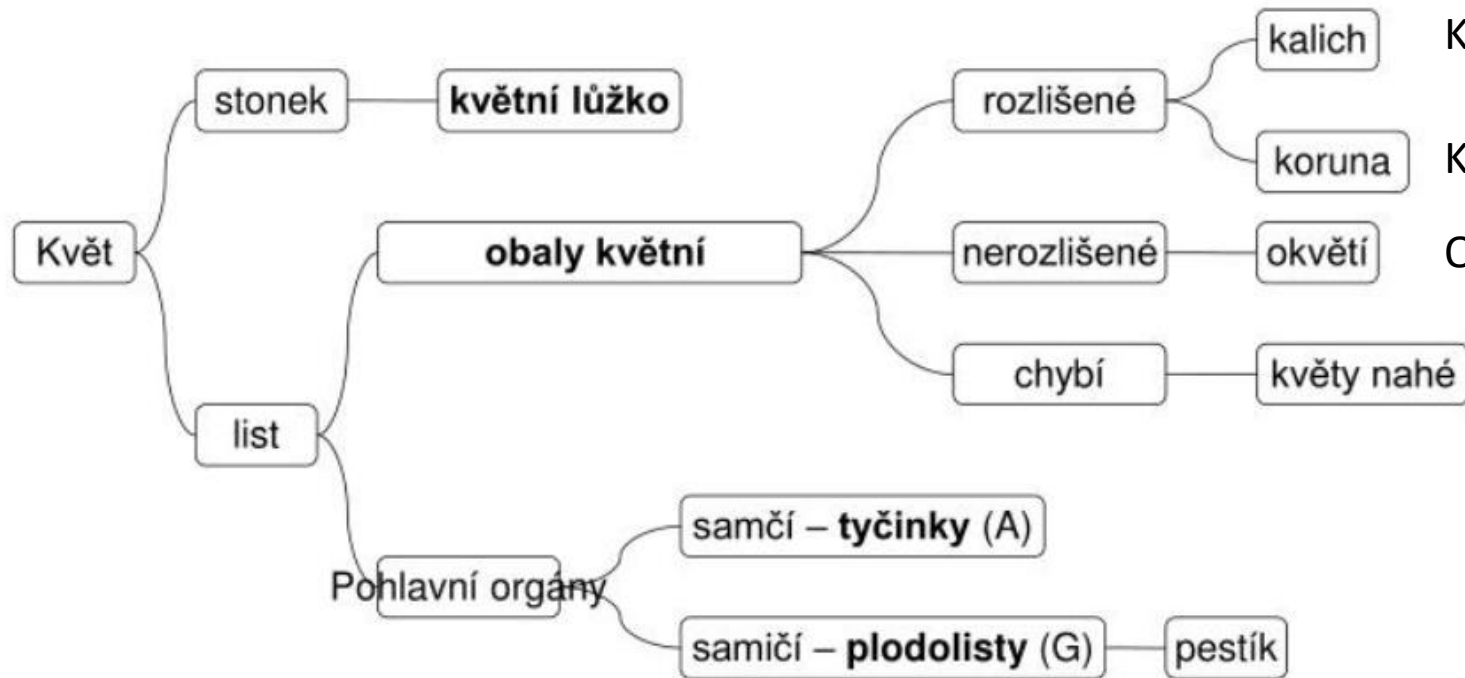 kalich K
stonek květní lůžko rozlišené
koruna K
Květ obaly květní nerozlišené okvětí
chybí květy nahé
list
samčí – tyčinky (A)
Pohlavní orgány
samičí – plodolisty (G) pestík